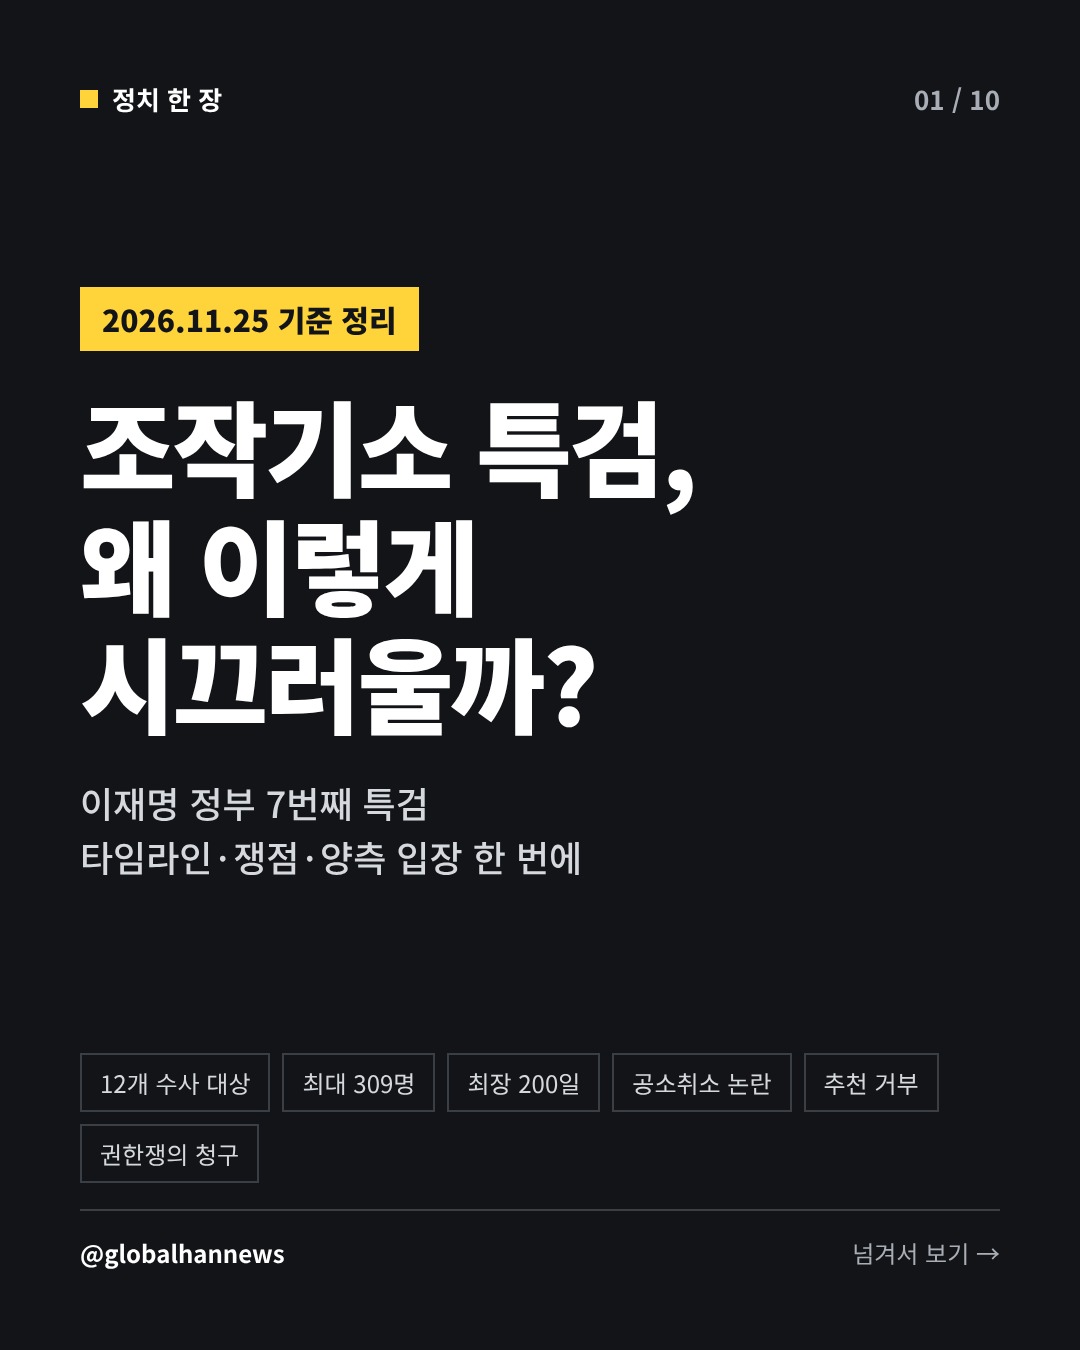 정치 한 장
01 / 10
2026.11.25 기준 정리
조작기소 특검,
왜 이렇게
시끄러울까?
이재명 정부 7번째 특검
타임라인·쟁점·양측 입장 한 번에
12개 수사 대상
최대 309명
최장 200일
공소취소 논란
추천 거부
권한쟁의 청구
@globalhannews
넘겨서 보기 →